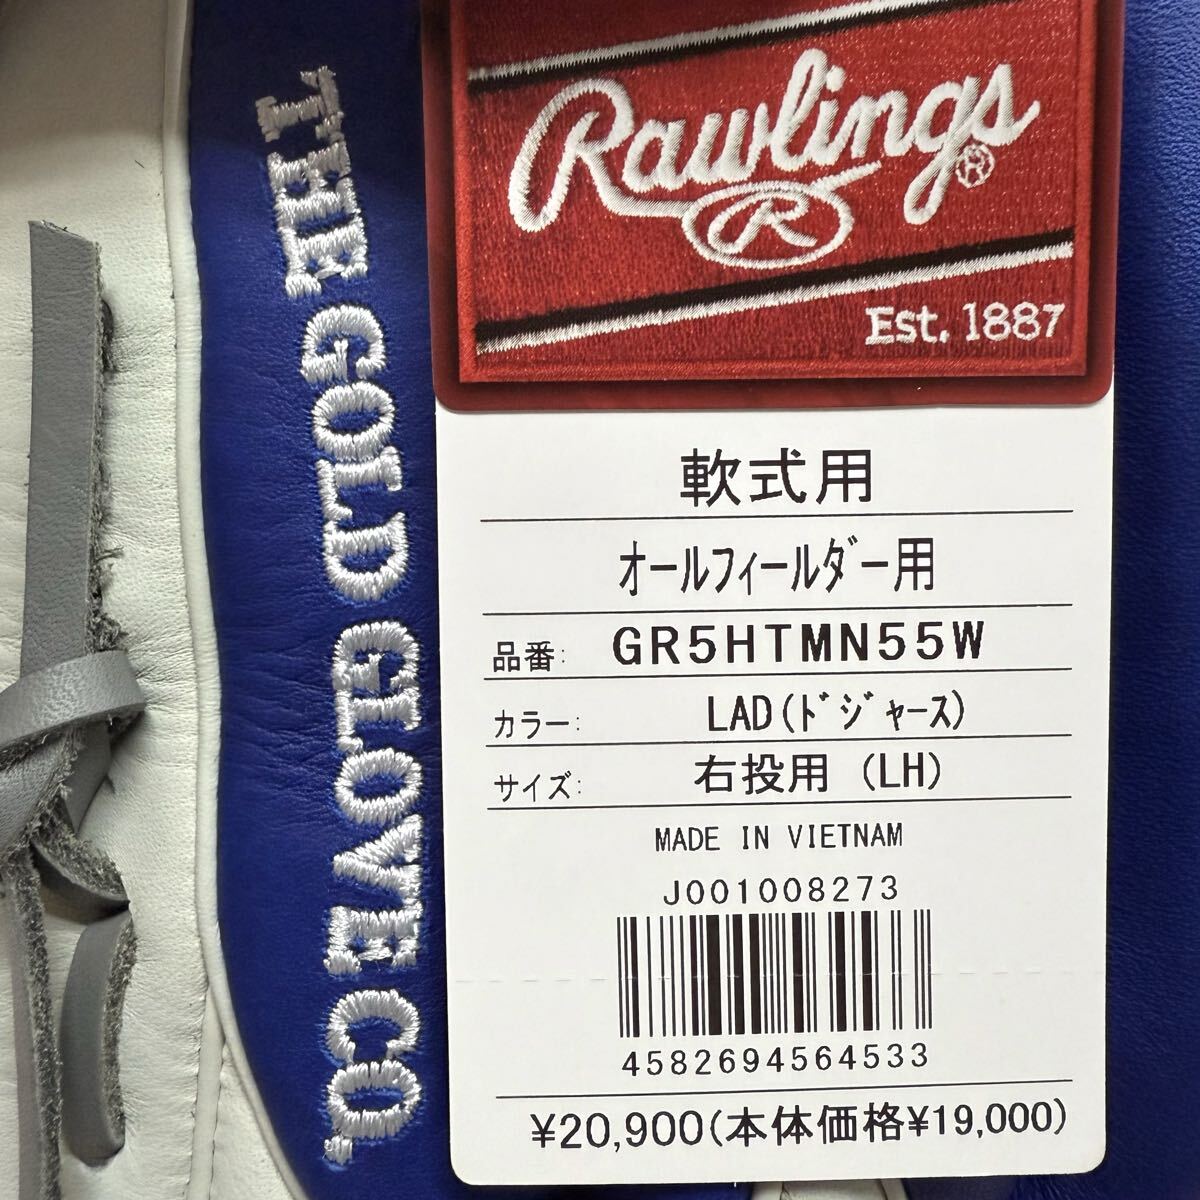 THE GOLD GLOVE CO.
Rawlings ®
R
Est. 1887
軟式用
オールフィールダー用
品番: GR5HTMN55W
カラー: LAD(ドジャース)
サイズ: 右投用 (LH)
MADE IN VIETNAM
J001008273
4582694564533
¥20,900(本体価格¥19,000)